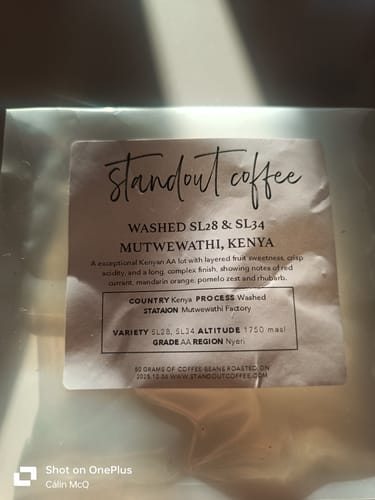 standout coffee
WASHED SL28 & SL34
MUTWEWATHI, KENYA
A exceptional Kenyan AA lot with layered fruit sweetness, crisp
acidity, and a long, complex finish, showing notes of red
currant, mandarin orange, pomelo zest and rhubarb.
COUNTRY Kenya PROCESS Washed
STATAION Mutwewathi Factory
VARIETY SL28, SL34 ALTITUDE 1750 masl
GRADE AA REGION Nyeri
OF COFFEE BEANS ROASTED ON
WWW.STANDOUTCOFFEE.COM
Shot on OnePlus
Călin McQ